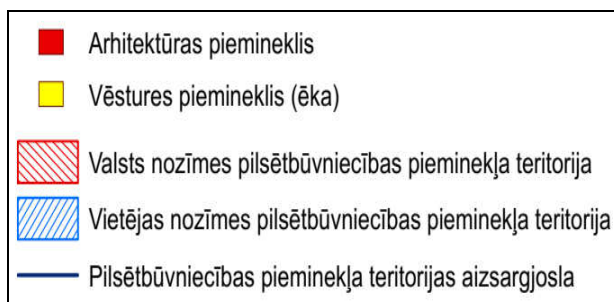 Arhitektūras piemineklis
Vēstures piemineklis (ēka)
Valsts nozīmes pilsētbūvniecības pieminekļa teritorija
Vietējas nozīmes pilsētbūvniecības pieminekļa teritorija
Pilsētbūvniecības pieminekļa teritorijas aizsargjosla